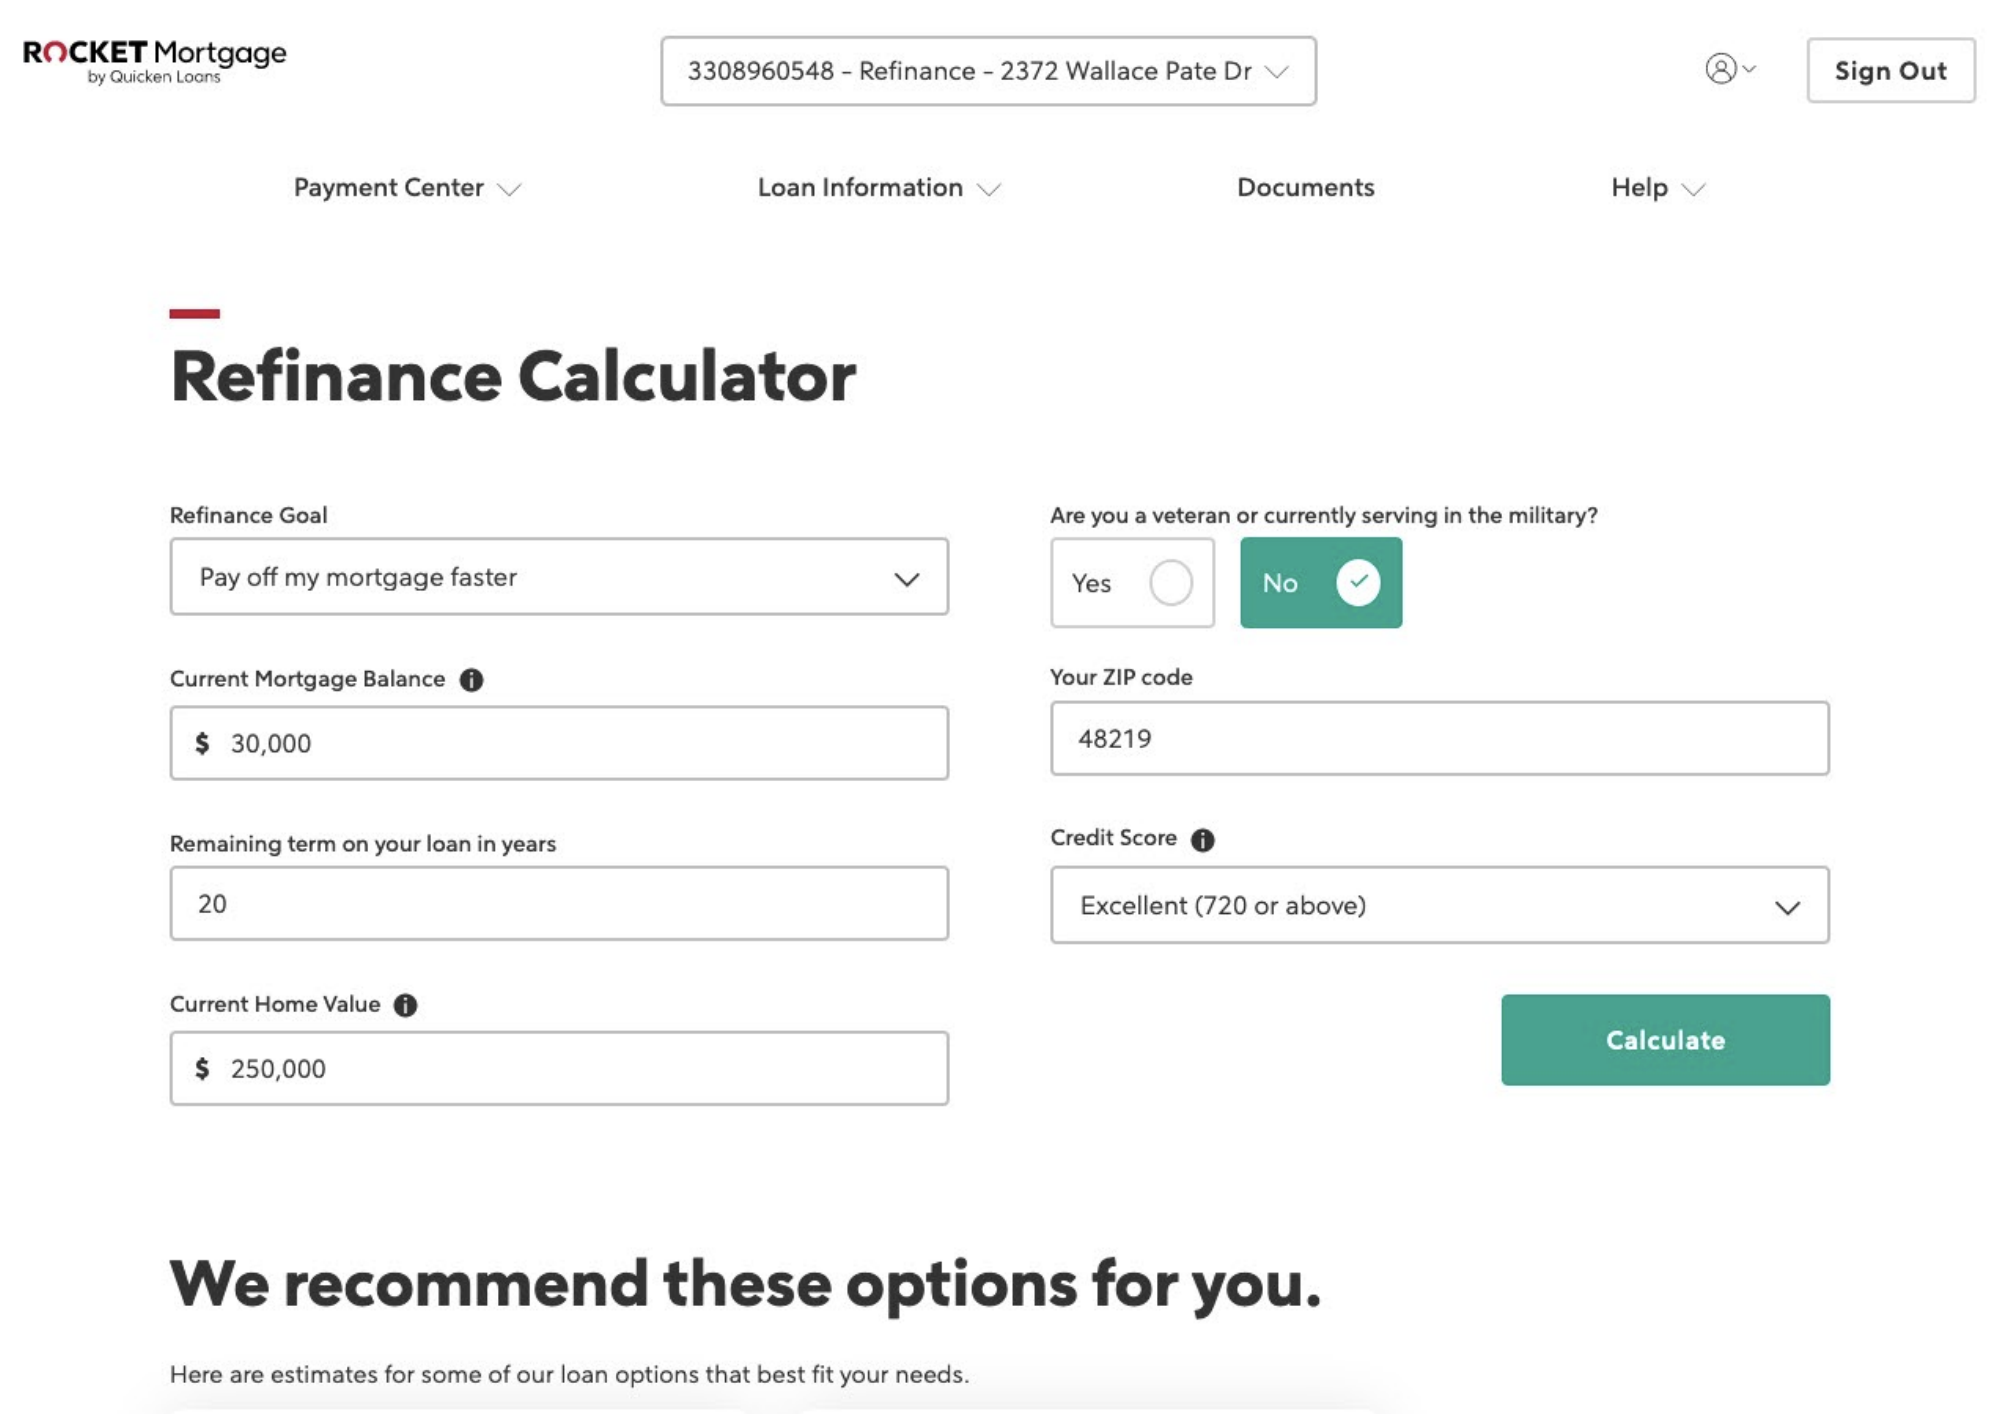 ROCKET Mortgage
by Quicken Loans
3308960548 - Refinance - 2372 Wallace Pate Dr
Sign Out
Payment Center
Loan Information
Documents
Help
Refinance Calculator
Refinance Goal
Pay off my mortgage faster
Current Mortgage Balance
$ 30,000
Remaining term on your loan in years
20
Current Home Value
$ 250,000
Are you a veteran or currently serving in the military?
Yes
No
Your ZIP code
48219
Credit Score
Excellent (720 or above)
Calculate
We recommend these options for you.
Here are estimates for some of our loan options that best fit your needs.